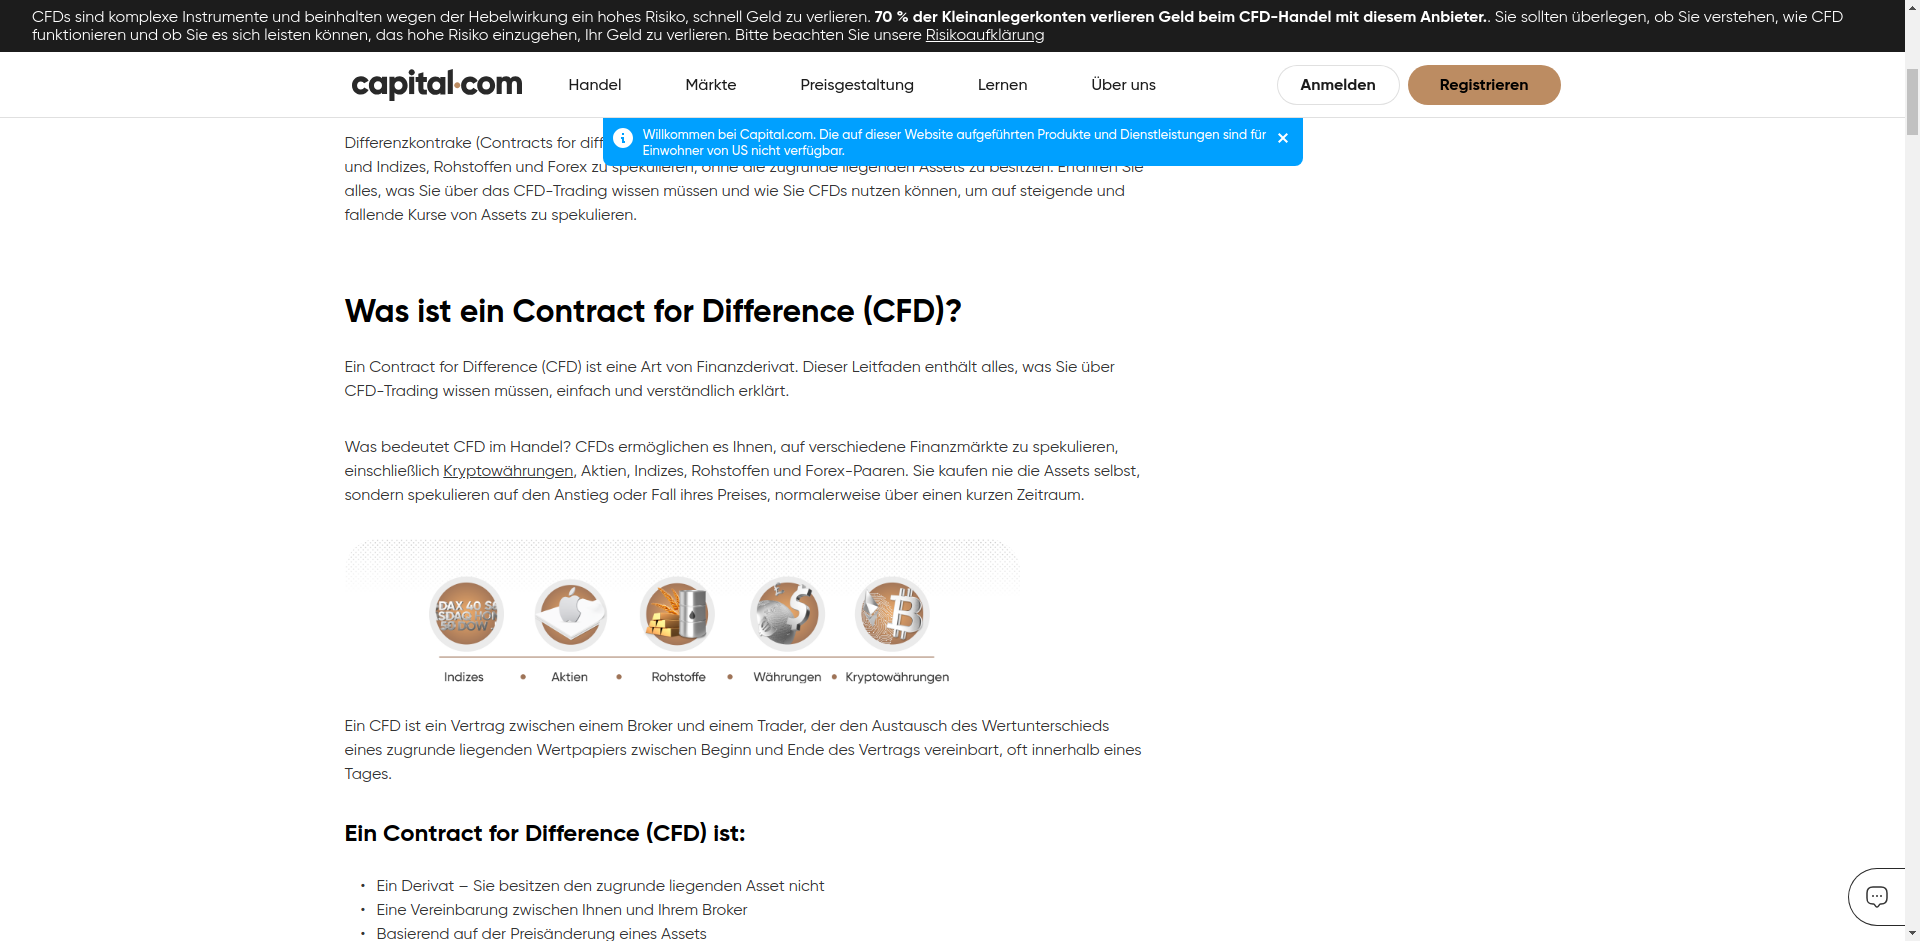 CFDs sind komplexe Instrumente und beinhalten wegen der Hebelwirkung ein hohes Risiko, schnell Geld zu verlieren. 70 % der Kleinanlegerkonten verlieren Geld beim CFD-Handel mit diesem Anbieter.. Sie sollten überlegen, ob Sie verstehen, wie CFD
funktionieren und ob Sie es sich leisten können, das hohe Risiko einzugehen, Ihr Geld zu verlieren. Bitte beachten Sie unsere Risikoaufklärung
capital.com
Handel
Märkte
Preisgestaltung
Lernen
Über uns
Anmelden
Registrieren
Willkommen bei Capital.com. Die auf dieser Website aufgeführten Produkte und Dienstleistungen sind für
Einwohner von US nicht verfügbar.
Differenzkontrake (Contracts for diff
und Indizes, Rohstoffen und Forex zu spekulieren, ohne die zugrunde liegenden Assets zu besitzen. Erfahren Sie
alles, was Sie über das CFD-Trading wissen müssen und wie Sie CFDs nutzen können, um auf steigende und
fallende Kurse von Assets zu spekulieren.
Was ist ein Contract for Difference (CFD)?
Ein Contract for Difference (CFD) ist eine Art von Finanzderivat. Dieser Leitfaden enthält alles, was Sie über
CFD-Trading wissen müssen, einfach und verständlich erklärt.
Was bedeutet CFD im Handel? CFDs ermöglichen es Ihnen, auf verschiedene Finanzmärkte zu spekulieren,
einschließlich Kryptowährungen, Aktien, Indizes, Rohstoffen und Forex-Paaren. Sie kaufen nie die Assets selbst,
sondern spekulieren auf den Anstieg oder Fall ihres Preises, normalerweise über einen kurzen Zeitraum.
DAX 40
Indizes • Aktien • Rohstoffe • Währungen • Kryptowährungen
Ein CFD ist ein Vertrag zwischen einem Broker und einem Trader, der den Austausch des Wertunterschieds
eines zugrunde liegenden Wertpapiers zwischen Beginn und Ende des Vertrags vereinbart, oft innerhalb eines
Tages.
Ein Contract for Difference (CFD) ist:
• Ein Derivat – Sie besitzen den zugrunde liegenden Asset nicht
• Eine Vereinbarung zwischen Ihnen und Ihrem Broker
• Basierend auf der Preisänderung eines Assets